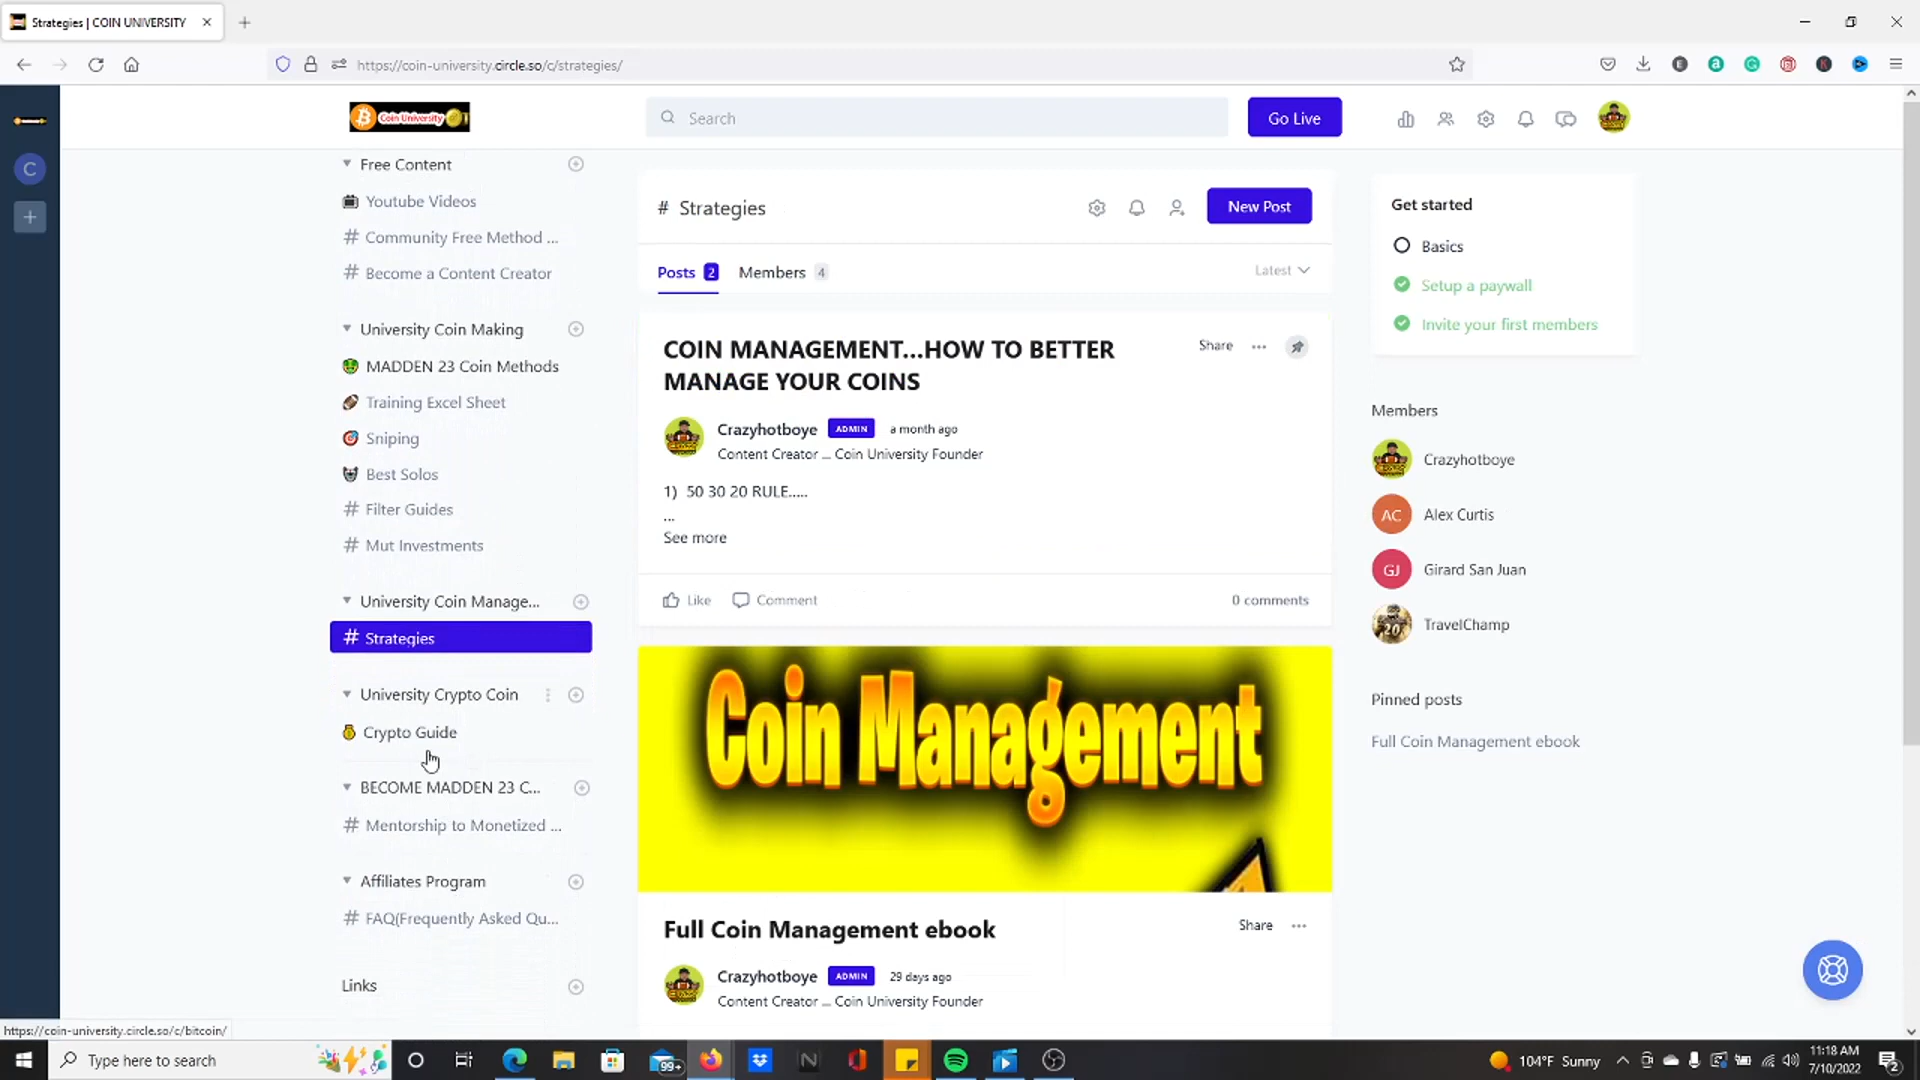 Strategies | COIN UNIVERSITY
https://coin-university.circle.so/c/strategies/
Coin University
Search
Go Live
C
Free Content
Youtube Videos
# Community Free Method ...
# Become a Content Creator
University Coin Making
MADDEN 23 Coin Methods
Training Excel Sheet
Sniping
Best Solos
# Filter Guides
# Mut Investments
University Coin Manage...
# Strategies
University Crypto Coin
Crypto Guide
BECOME MADDEN 23 C...
# Mentorship to Monetized ...
Affiliates Program
# FAQ(Frequently Asked Qu...
Links
# Strategies
New Post
Posts 2
Members 4
Latest
COIN MANAGEMENT...HOW TO BETTER
MANAGE YOUR COINS
Share
Crazyhotboye ADMIN a month ago
Content Creator ... Coin University Founder
1) 50 30 20 RULE.....
...
See more
Like
Comment
0 comments
Coin Management
Full Coin Management ebook
Share
Crazyhotboye ADMIN 29 days ago
Content Creator ... Coin University Founder
Get started
Basics
Setup a paywall
Invite your first members
Members
Crazyhotboye
AC Alex Curtis
GJ Girard San Juan
20 TravelChamp
Pinned posts
Full Coin Management ebook
https://coin-university.circle.so/c/bitcoin/
Type here to search
99+
104°F Sunny
11:18 AM
7/10/2022
2